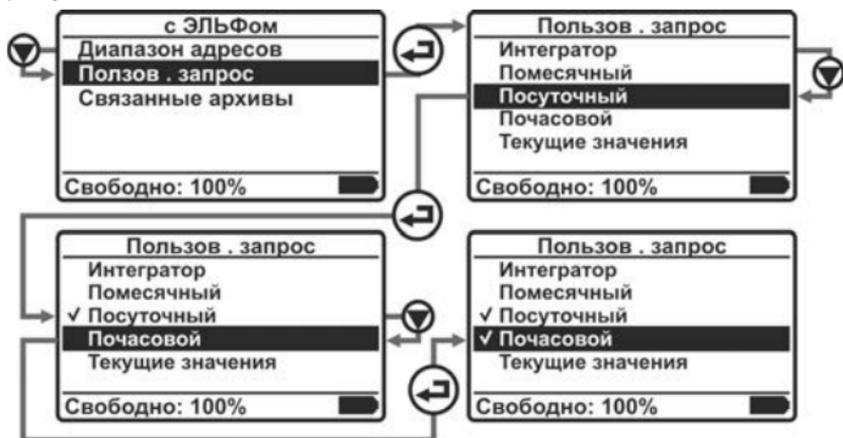 с ЭЛЬФом
Диапазон адресов
Ползов . запрос
Связанные архивы
Свободно: 100%
Пользов . запрос
Интегратор
Помесячный
Посуточный
Почасовой
Текущие значения
Свободно: 100%
Пользов . запрос
Интегратор
Помесячный
√ Посуточный
Почасовой
Текущие значения
Свободно: 100%
Пользов . запрос
Интегратор
Помесячный
√ Посуточный
√ Почасовой
Текущие значения
Свободно: 100%